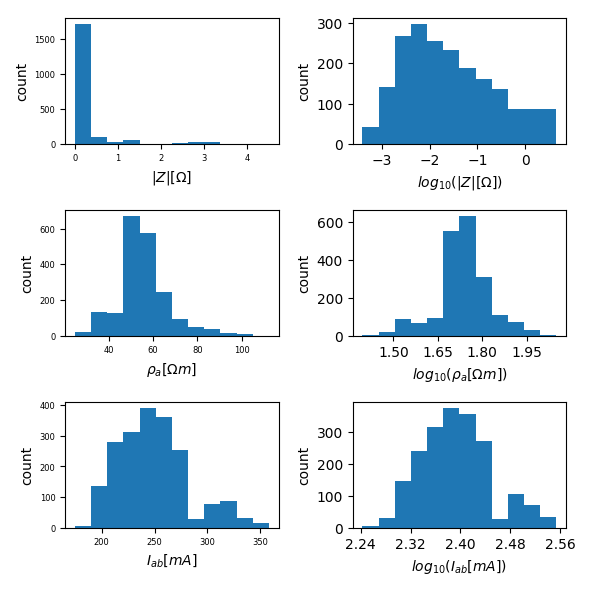 1500
1000
500
0
count
0 1 2 3 4
|Z|[Ω]
300
200
100
0
count
−3 −2 −1 0
log₁₀(|Z|[Ω])
600
400
200
0
count
40 60 80 100
ρₐ[Ωm]
600
400
200
0
count
1.50 1.65 1.80 1.95
log₁₀(ρₐ[Ωm])
400
300
200
100
0
count
200 250 300 350
I_ab[mA]
300
200
100
0
count
2.24 2.32 2.40 2.48 2.56
log₁₀(I_ab[mA])